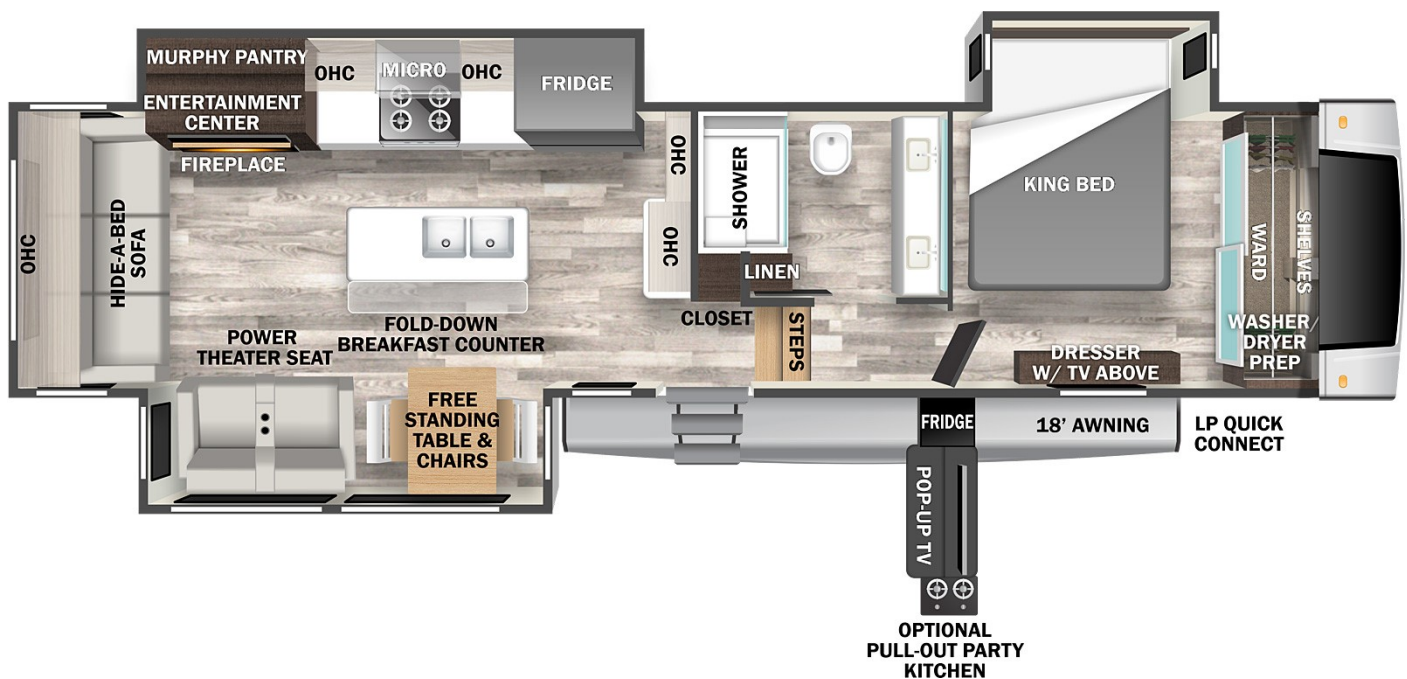 MURPHY PANTRY
OHC
MICRO
OHC
FRIDGE
ENTERTAINMENT
CENTER
FIREPLACE
OHC
HIDE-A-BED
SOFA
POWER
THEATER SEAT
FOLD-DOWN
BREAKFAST COUNTER
FREE
STANDING
TABLE &
CHAIRS
OHC
OHC
SHOWER
LINEN
CLOSET
STEPS
KING BED
DRESSER
W/ TV ABOVE
WARD
SHELVES
WASHER/
DRYER
PREP
FRIDGE
18' AWNING
LP QUICK
CONNECT
POP-UP TV
OPTIONAL
PULL-OUT PARTY
KITCHEN